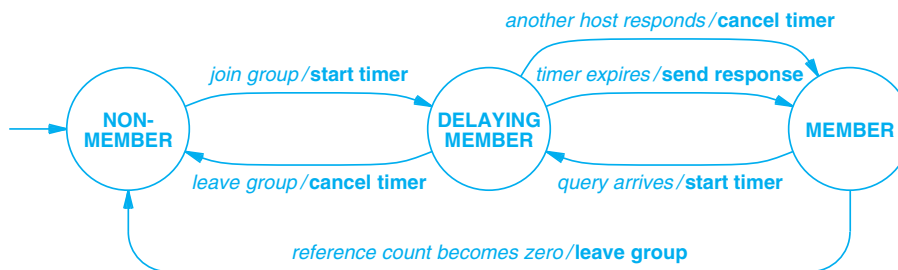 another host responds/cancel timer
join group/start timer
timer expires/send response
NON-
MEMBER
DELAYING
MEMBER
MEMBER
leave group/cancel timer
query arrives/start timer
reference count becomes zero/leave group